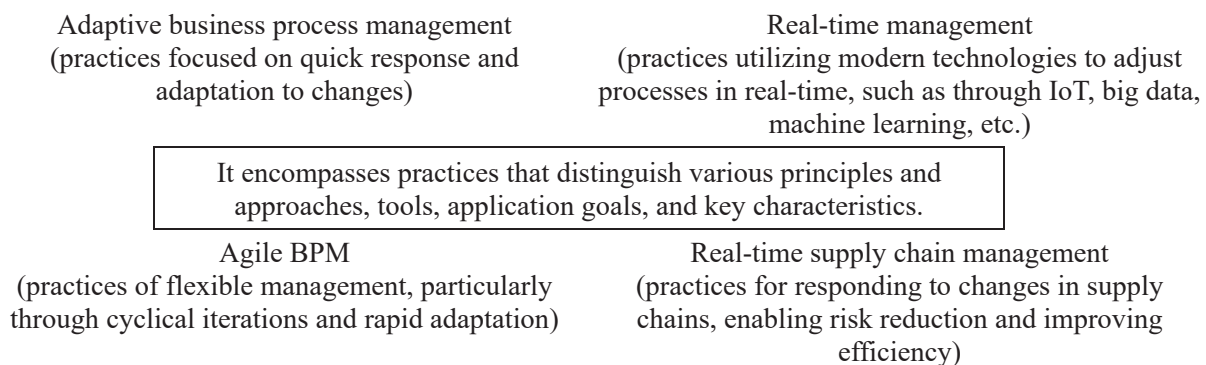 Adaptive business process management
(practices focused on quick response and
adaptation to changes)
Real-time management
(practices utilizing modern technologies to adjust
processes in real-time, such as through IoT, big data,
machine learning, etc.)
It encompasses practices that distinguish various principles and
approaches, tools, application goals, and key characteristics.
Agile BPM
(practices of flexible management, particularly
through cyclical iterations and rapid adaptation)
Real-time supply chain management
(practices for responding to changes in supply
chains, enabling risk reduction and improving
efficiency)